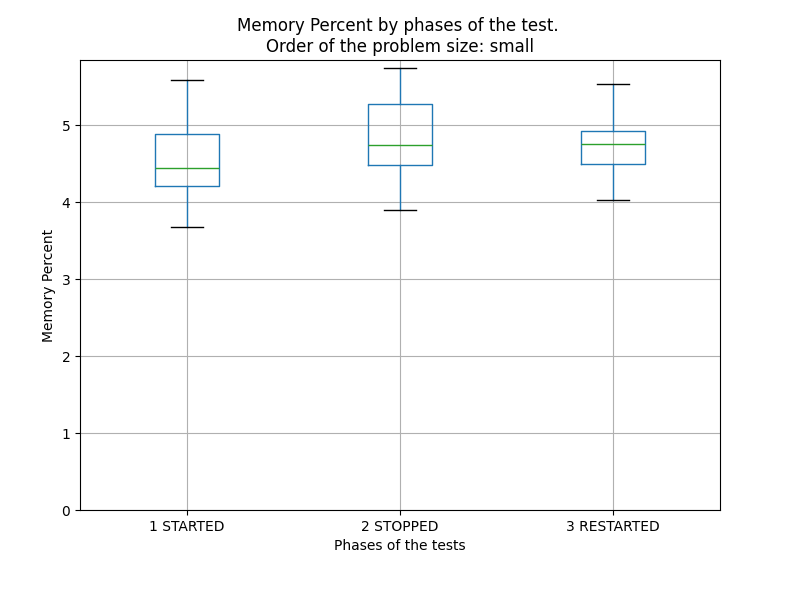 Memory Percent by phases of the test.
Order of the problem size: small
5
4
3
2
1
0
Memory Percent
1 STARTED
2 STOPPED
3 RESTARTED
Phases of the tests